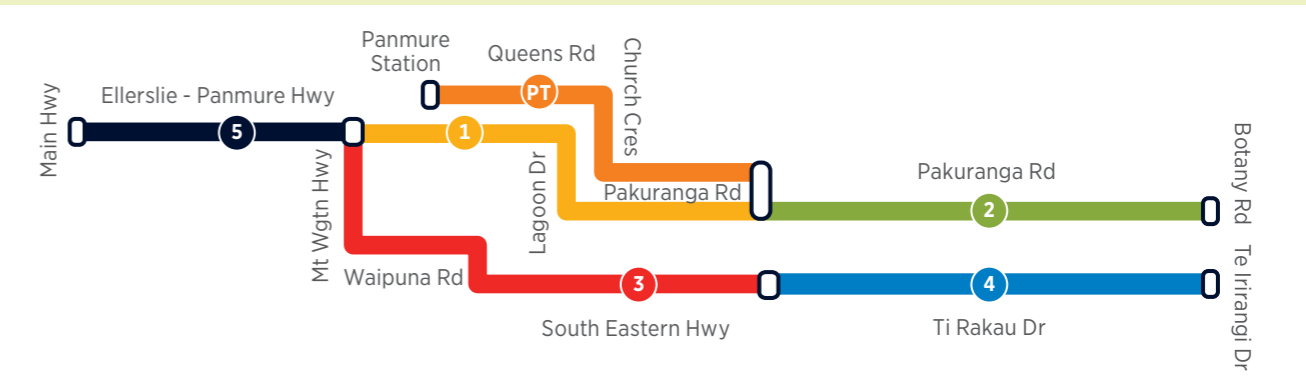 Panmure
Station
Queens Rd
Church Cres
Main Hwy
Ellerslie - Panmure Hwy
PT
5
1
Botany Rd
Mt Wgtn Hwy
Lagoon Dr
Pakuranga Rd
Pakuranga Rd
2
Waipuna Rd
3
4
Te Irirangi Dr
South Eastern Hwy
Ti Rakau Dr